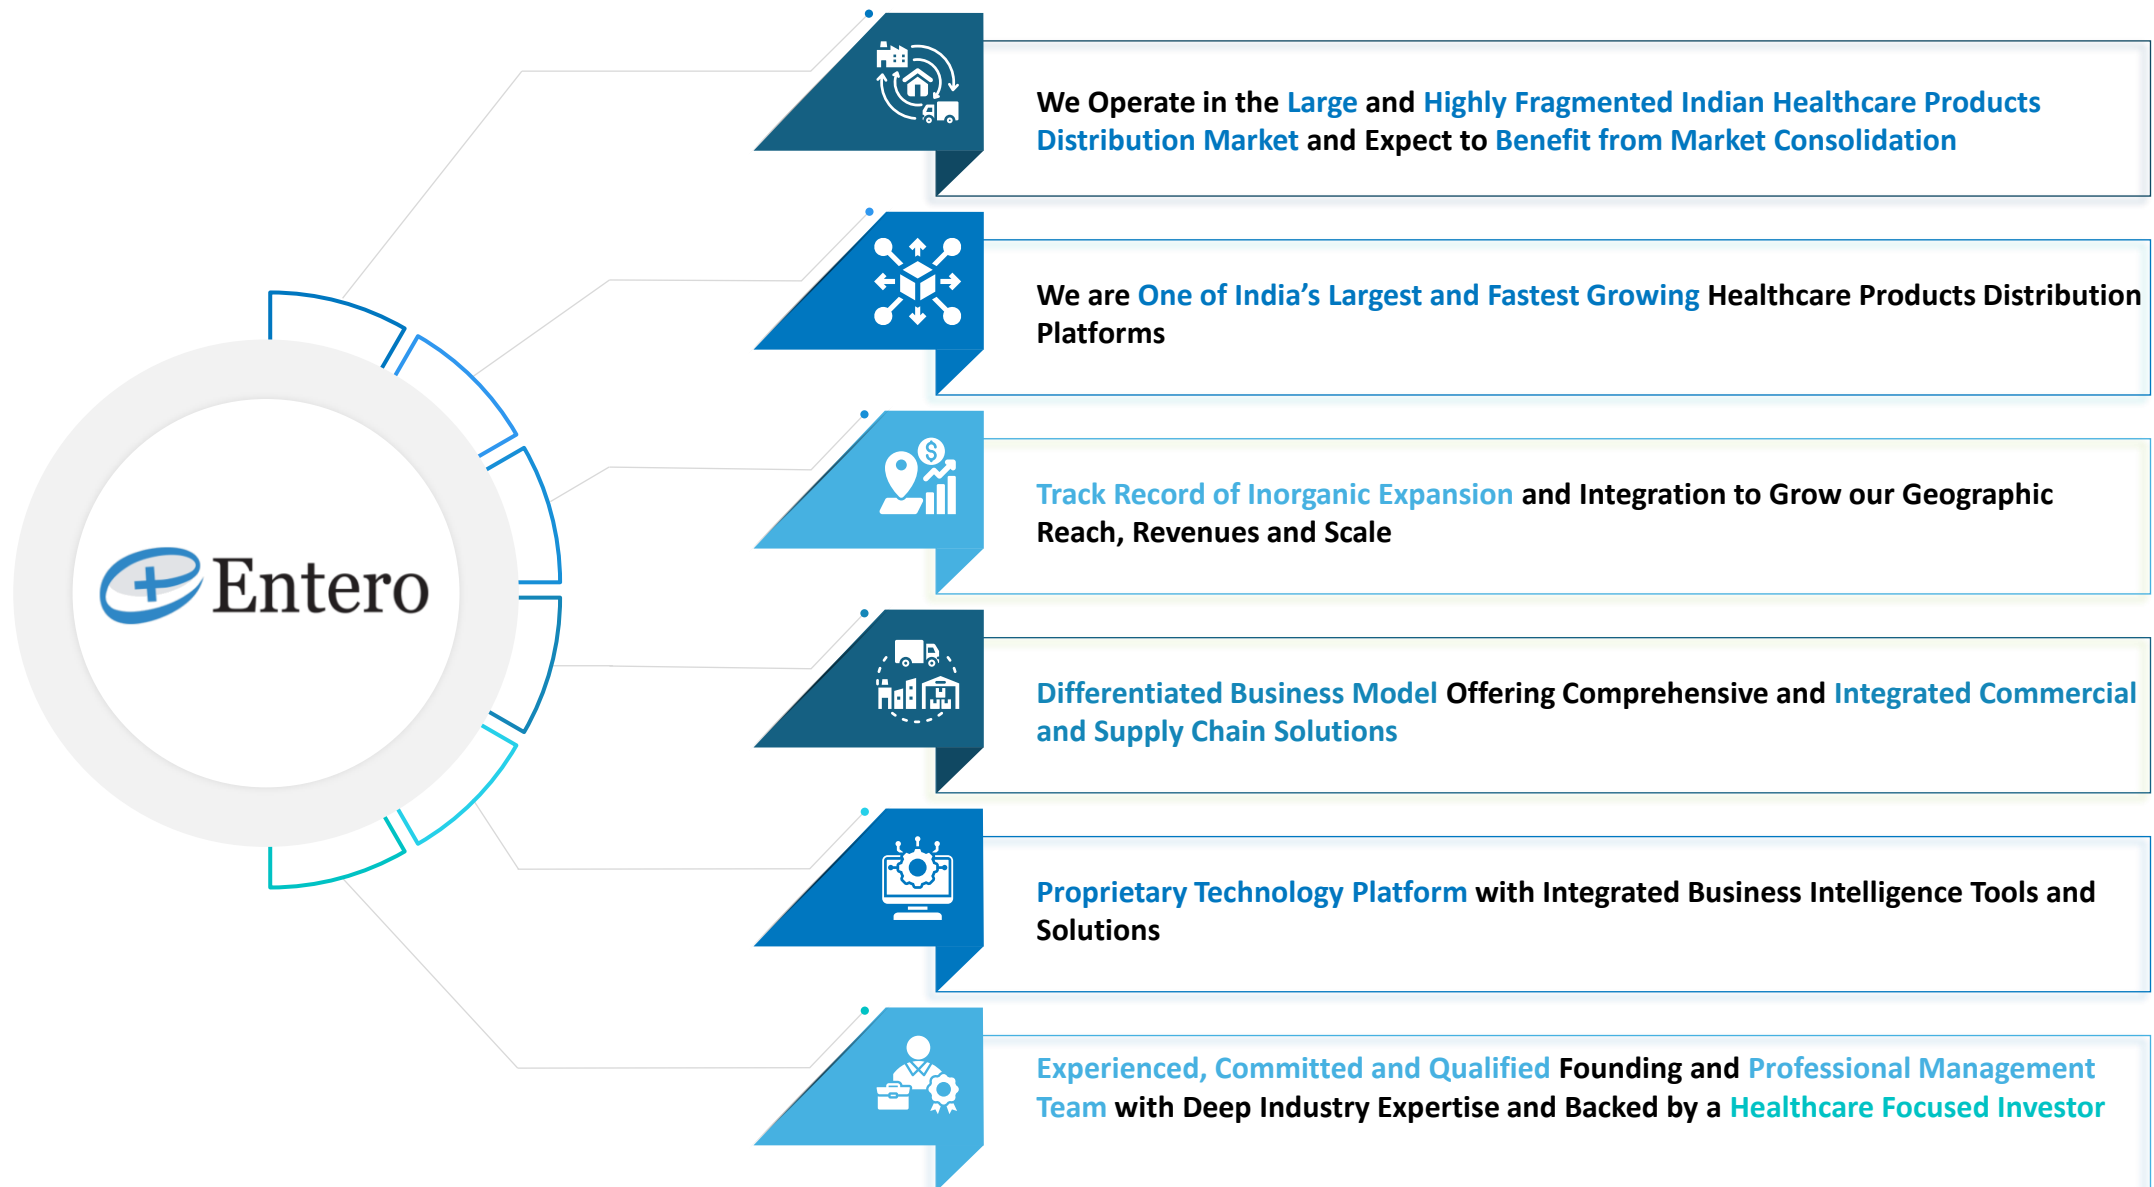 We Operate in the Large and Highly Fragmented Indian Healthcare Products
Distribution Market and Expect to Benefit from Market Consolidation
We are One of India’s Largest and Fastest Growing Healthcare Products Distribution
Platforms
Track Record of Inorganic Expansion and Integration to Grow our Geographic
Reach, Revenues and Scale
Entero
Differentiated Business Model Offering Comprehensive and Integrated Commercial
and Supply Chain Solutions
Proprietary Technology Platform with Integrated Business Intelligence Tools and
Solutions
Experienced, Committed and Qualified Founding and Professional Management
Team with Deep Industry Expertise and Backed by a Healthcare Focused Investor